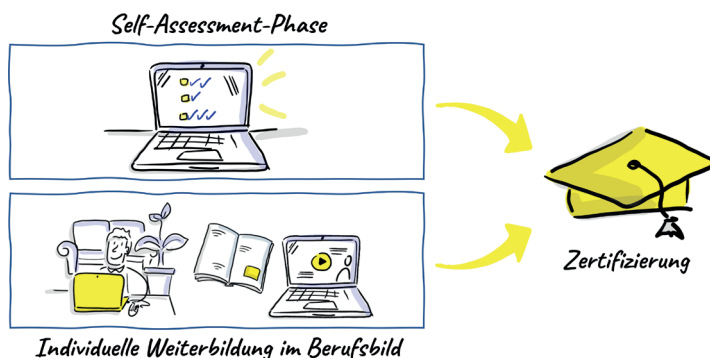 Self-Assessment-Phase
Zertifizierung
Individuelle Weiterbildung im Berufsbild